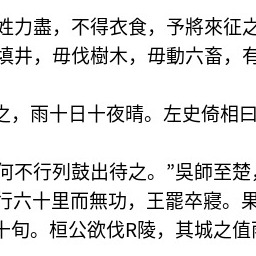 姓力盡，不得衣食，予將來征之
填井，毋伐樹木，毋動六畜，有
之，雨十日十夜晴。左史倚相曰
何不行列鼓出待之。”吳師至楚，
行六十里而無功，王罷卒寢。果
十旬。桓公欲伐R陵，其城之值雨